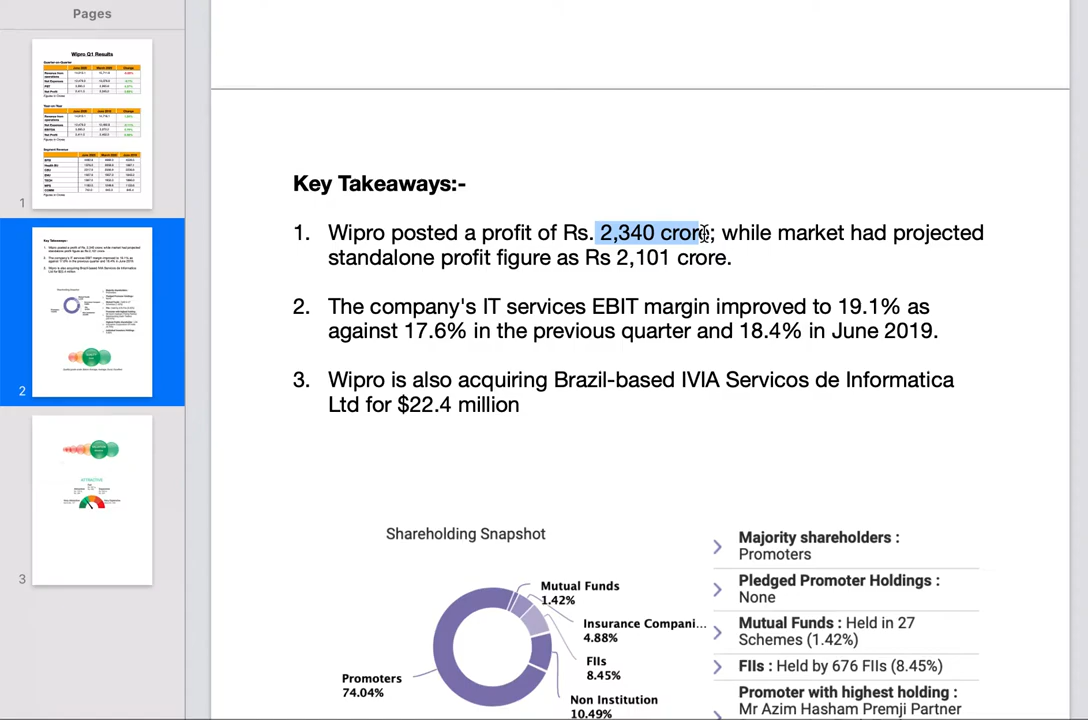 Pages
Wipro Q1 Results
1
2
3
Key Takeaways:-
1. Wipro posted a profit of Rs. 2,340 crore; while market had projected
standalone profit figure as Rs 2,101 crore.
2. The company's IT services EBIT margin improved to 19.1% as
against 17.6% in the previous quarter and 18.4% in June 2019.
3. Wipro is also acquiring Brazil-based IVIA Servicos de Informatica
Ltd for $22.4 million
Shareholding Snapshot
Mutual Funds
1.42%
Insurance Compani...
4.88%
FIIs
8.45%
Promoters
74.04%
Non Institution
10.49%
Majority shareholders :
Promoters
Pledged Promoter Holdings :
None
Mutual Funds : Held in 27
Schemes (1.42%)
FIIs : Held by 676 FIIs (8.45%)
Promoter with highest holding :
Mr Azim Hasham Premji Partner